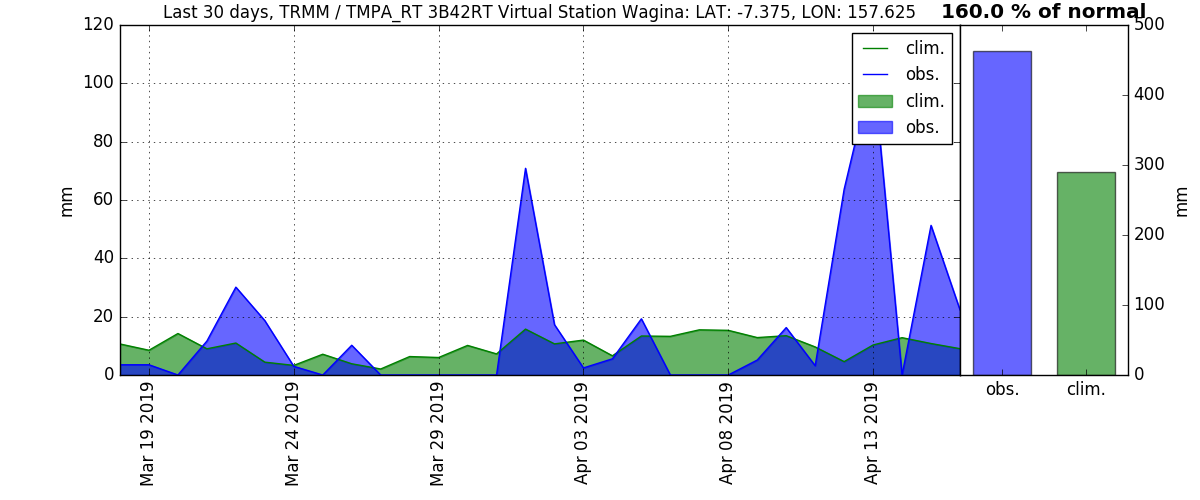 Last 30 days, TRMM / TMPA_RT 3B42RT Virtual Station Wagina: LAT: -7.375, LON: 157.625
160.0 % of normal
120
100
80
60
40
20
0
mm
clim.
obs.
clim.
obs.
500
400
300
200
100
0
mm
Mar 19 2019
Mar 24 2019
Mar 29 2019
Apr 03 2019
Apr 08 2019
Apr 13 2019
obs.
clim.